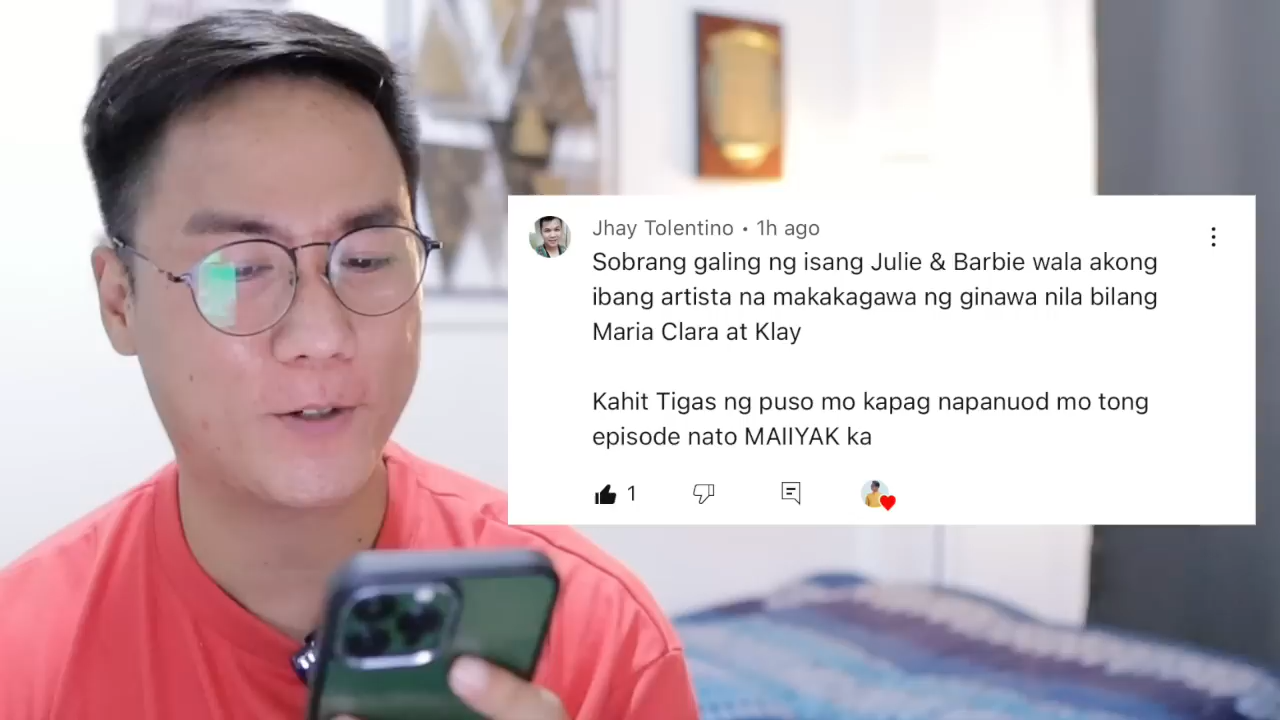 Jhay Tolentino • 1h ago
Sobrang galing ng isang Julie & Barbie wala akong
ibang artista na makakagawa ng ginawa nila bilang
Maria Clara at Klay
Kahit Tigas ng puso mo kapag napanuod mo tong
episode nato MAIIYAK ka
1